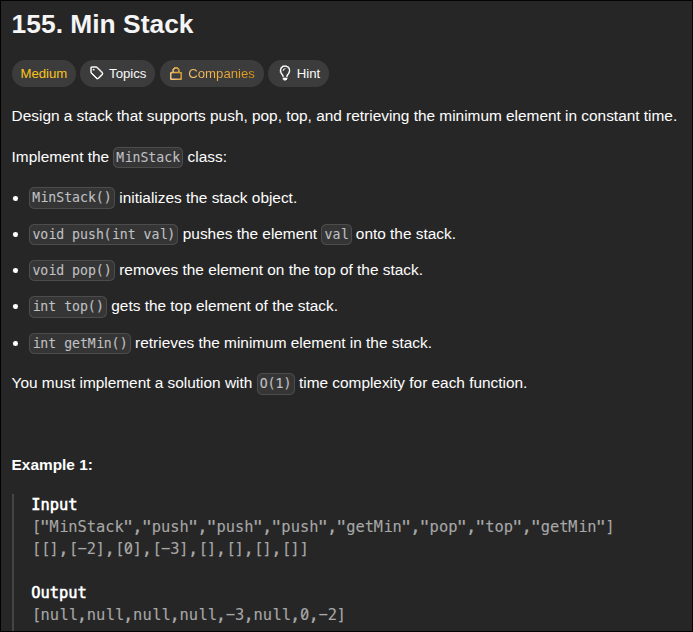 155. Min Stack
Medium Topics Companies Hint
Design a stack that supports push, pop, top, and retrieving the minimum element in constant time.
Implement the MinStack class:
• MinStack() initializes the stack object.
• void push(int val) pushes the element val onto the stack.
• void pop() removes the element on the top of the stack.
• int top() gets the top element of the stack.
• int getMin() retrieves the minimum element in the stack.
You must implement a solution with O(1) time complexity for each function.
Example 1:
Input
["MinStack","push","push","push","getMin","pop","top","getMin"]
[[],[-2],[0],[-3],[],[],[],[]]
Output
[null,null,null,null,-3,null,0,-2]